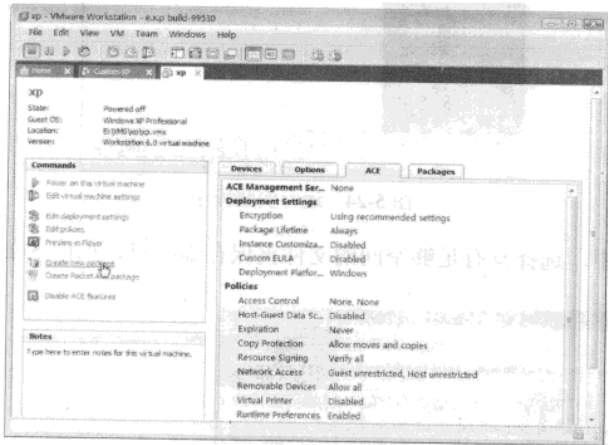 xp - VMware Workstation - e.x.p build-99530
File Edit View VM Team Windows Help
Home Custom-XP xp
xp
State: Powered off
Guest OS: Windows XP Professional
Location:
Version: Workstation 6.0 virtual machine
Commands
Power on this virtual machine
Edit virtual machine settings
Edit deployment settings
Edit policies
Preview in Player
Create new package
Create Pocket ACE package
Disable ACE features
Notes
Type here to enter notes for this virtual machine.
Devices Options ACE Packages
ACE Management Ser... None
Deployment Settings
Encryption Using recommended settings
Package Lifetime Always
Instance Customiza... Disabled
Custom EULA Disabled
Deployment Platfor... Windows
Policies
Access Control None, None
Host-Guest Data Sc... Disabled
Expiration Never
Copy Protection Allow moves and copies
Resource Signing Verify all
Network Access Guest unrestricted, Host unrestricted
Removable Devices Allow all
Virtual Printer Disabled
Runtime Preferences Enabled